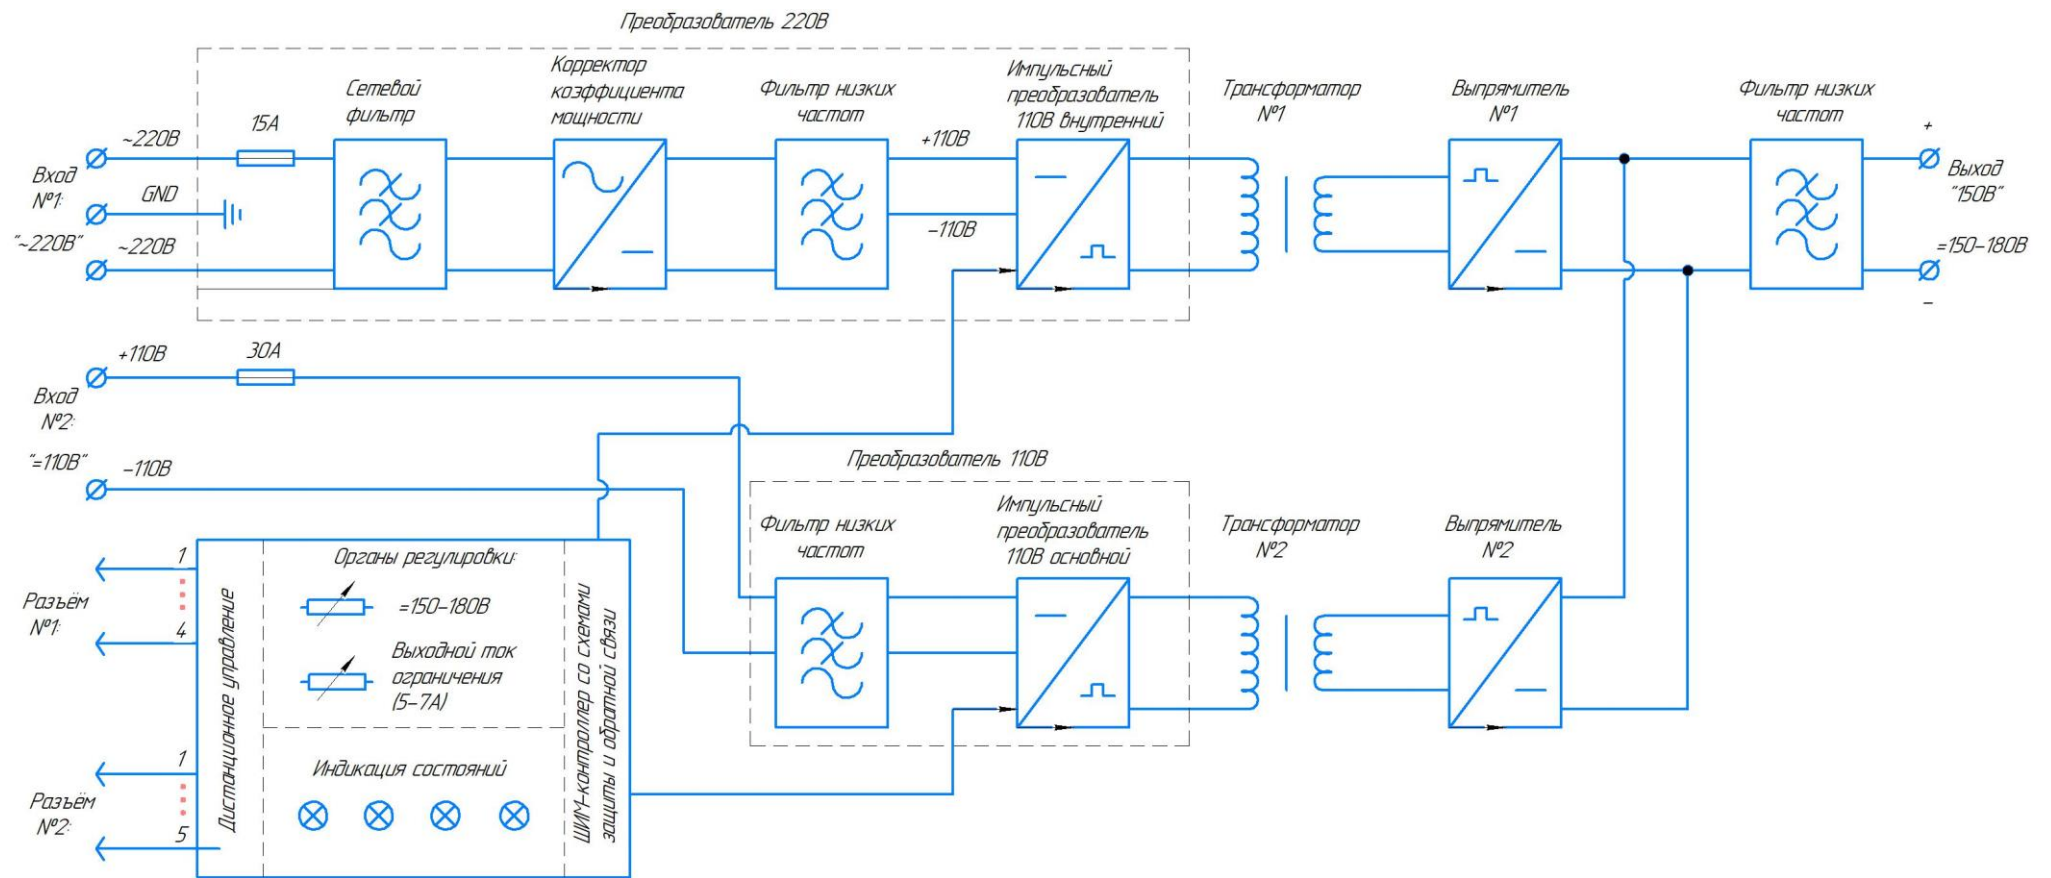 Преобразователь 220В
Сетевой
фильтр
Корректор
коэффициента
мощности
Фильтр низких
частот
Импульсный
преобразователь
110В внутренний
Трансформатор
№1
Выпрямитель
№1
Фильтр низких
частот
Вход
№1:
"~220В"
~220В
15А
GND
~220В
+110В
-110В
+
Выход
"150В"
=150-180В
-
Вход
№2:
"=110В"
+110В
30А
-110В
Преобразователь 110В
Фильтр низких
частот
Импульсный
преобразователь
110В основной
Трансформатор
№2
Выпрямитель
№2
Разъём
№1:
1
4
Разъём
№2:
1
5
Дистанционное управление
Органы регулировки:
=150-180В
Выходной ток
ограничения
(5-7А)
Индикация состояний
ШИМ-контроллер со схемами
защиты и обратной связи